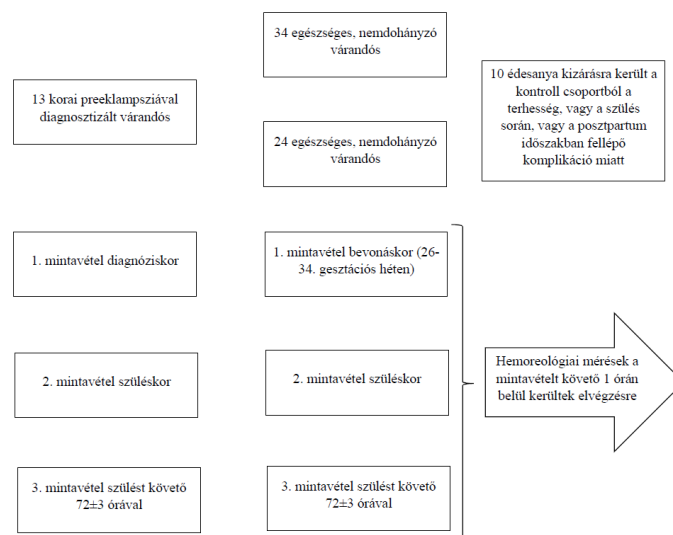 34 egészséges, nemdohányzó
várandós
13 korai preeklampsziával
diagnosztizált várandós
10 édesanya kizárásra került a
kontroll csoportból a
terhesség, vagy a szülés
során, vagy a posztpartum
időszakban fellépő
komplikáció miatt
24 egészséges, nemdohányzó
várandós
1. mintavétel diagnóziskor
1. mintavétel bevonáskor (26-
34. gesztációs héten)
2. mintavétel szüléskor
2. mintavétel szüléskor
Hemoreológiai mérések a
mintavételt követő 1 órán
belül kerültek elvégzésre
3. mintavétel szülést követő
72±3 órával
3. mintavétel szülést követő
72±3 órával